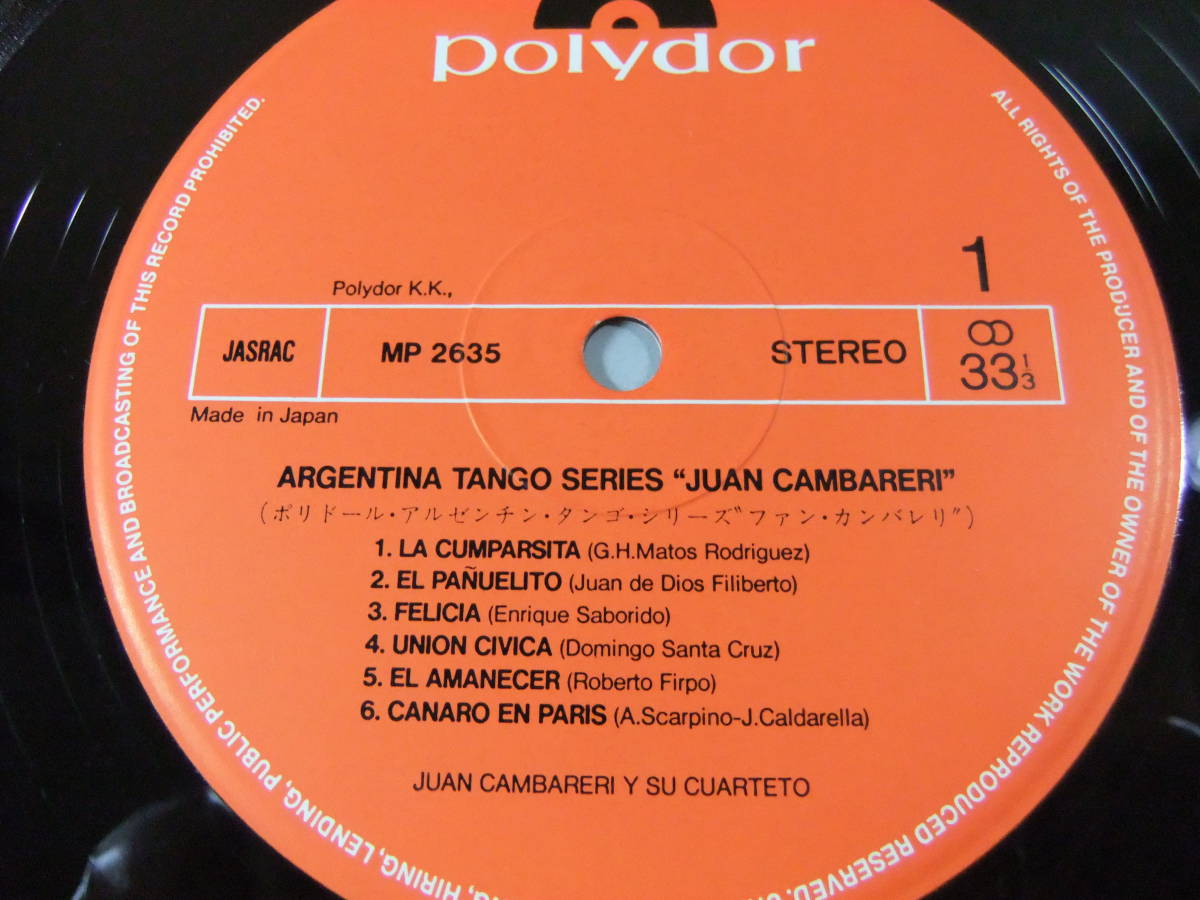 polydor
1
Polydor K.K.,
JASRAC
MP 2635
STEREO
33 1/3
Made in Japan
ARGENTINA TANGO SERIES “JUAN CAMBARERI”
(ポリドール・アルゼンチン・タンゴ・シリーズ“ファン・カンバレリ”)
1. LA CUMPARSITA (G.H.Matos Rodriguez)
2. EL PAÑUELITO (Juan de Dios Filiberto)
3. FELICIA (Enrique Saborido)
4. UNION CIVICA (Domingo Santa Cruz)
5. EL AMANECER (Roberto Firpo)
6. CANARO EN PARIS (A.Scarpino-J.Caldarella)
JUAN CAMBARERI Y SU CUARTETO
ALL RIGHTS OF THE PRODUCER AND OF THE OWNER OF THE WORK REPRODUCED RESERVED.
HIRING, LENDING, PUBLIC PERFORMANCE AND BROADCASTING OF THIS RECORD PROHIBITED.